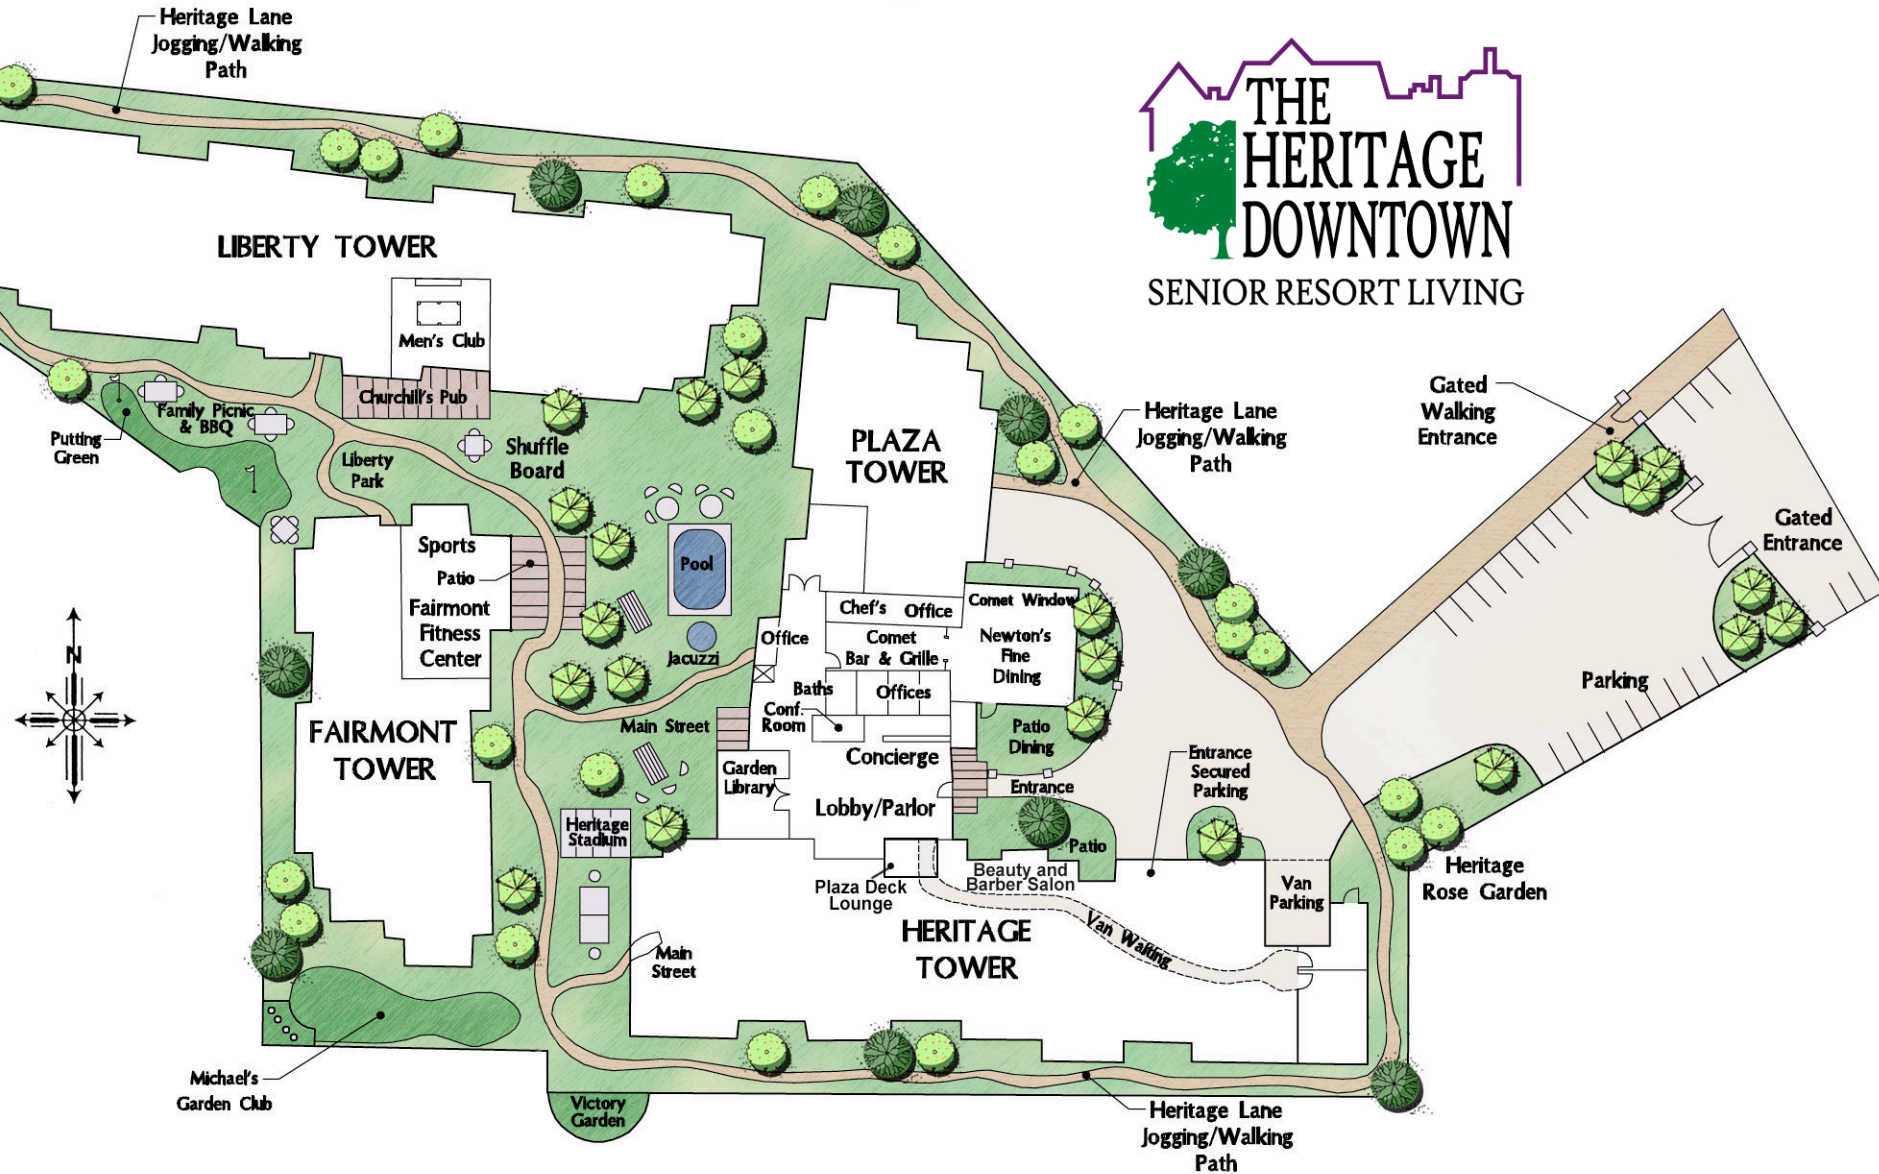 Heritage Lane
Jogging/Walking
Path
THE
HERITAGE
DOWNTOWN
SENIOR RESORT LIVING
LIBERTY TOWER
Men's Club
Churchill's Pub
Putting
Green
Family Picnic
& BBQ
Liberty
Park
Shuffle
Board
PLAZA
TOWER
Heritage Lane
Jogging/Walking
Path
Gated
Walking
Entrance
Gated
Entrance
Parking
Sports
Patio
Fairmont
Fitness
Center
Pool
Jacuzzi
Office
Chef's Office
Comet
Bar & Grille
Comet Window
Newton's
Fine
Dining
Baths
Offices
Conf.
Room
Patio
Dining
N
FAIRMONT
TOWER
Main Street
Garden
Library
Concierge
Lobby/Parlor
Entrance
Entrance
Secured
Parking
Heritage
Stadium
Patio
Plaza Deck
Lounge
Beauty and
Barber Salon
Van
Parking
Heritage
Rose Garden
HERITAGE
TOWER
Van Waiting
Main
Street
Michael's
Garden Club
Victory
Garden
Heritage Lane
Jogging/Walking
Path